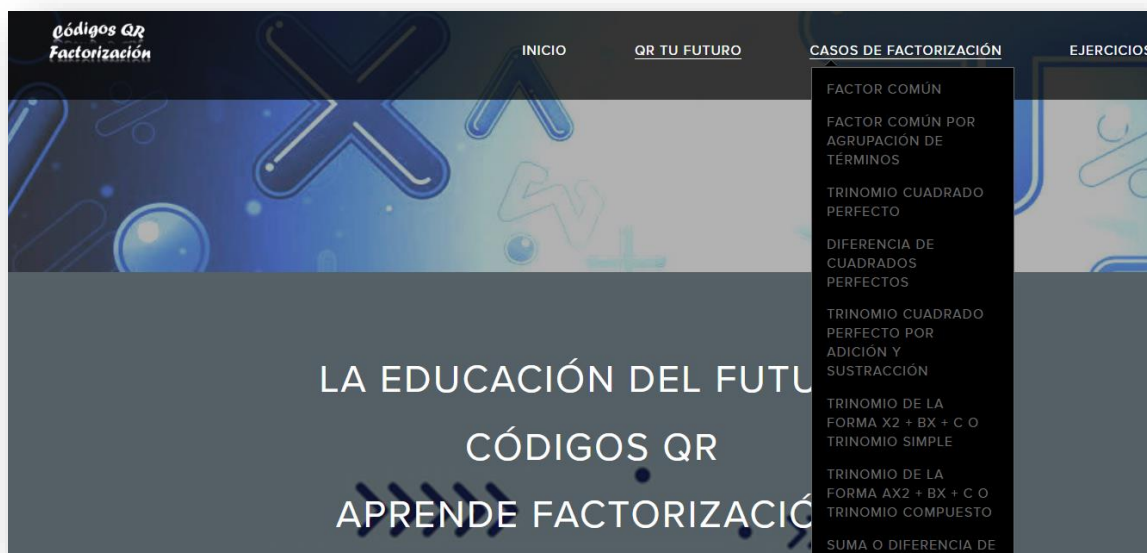 Códigos QR
Factorización
INICIO
QR TU FUTURO
CASOS DE FACTORIZACIÓN
EJERCICIOS
FACTOR COMÚN
FACTOR COMÚN POR
AGRUPACIÓN DE
TÉRMINOS
TRINOMIO CUADRADO
PERFECTO
DIFERENCIA DE
CUADRADOS
PERFECTOS
TRINOMIO CUADRADO
PERFECTO POR
ADICIÓN Y
SUSTRACCIÓN
TRINOMIO DE LA
FORMA X2 + BX + C O
TRINOMIO SIMPLE
TRINOMIO DE LA
FORMA AX2 + BX + C O
TRINOMIO COMPUESTO
SUMA O DIFERENCIA DE
LA EDUCACIÓN DEL FUTU
CÓDIGOS QR
APRENDE FACTORIZACIÓ